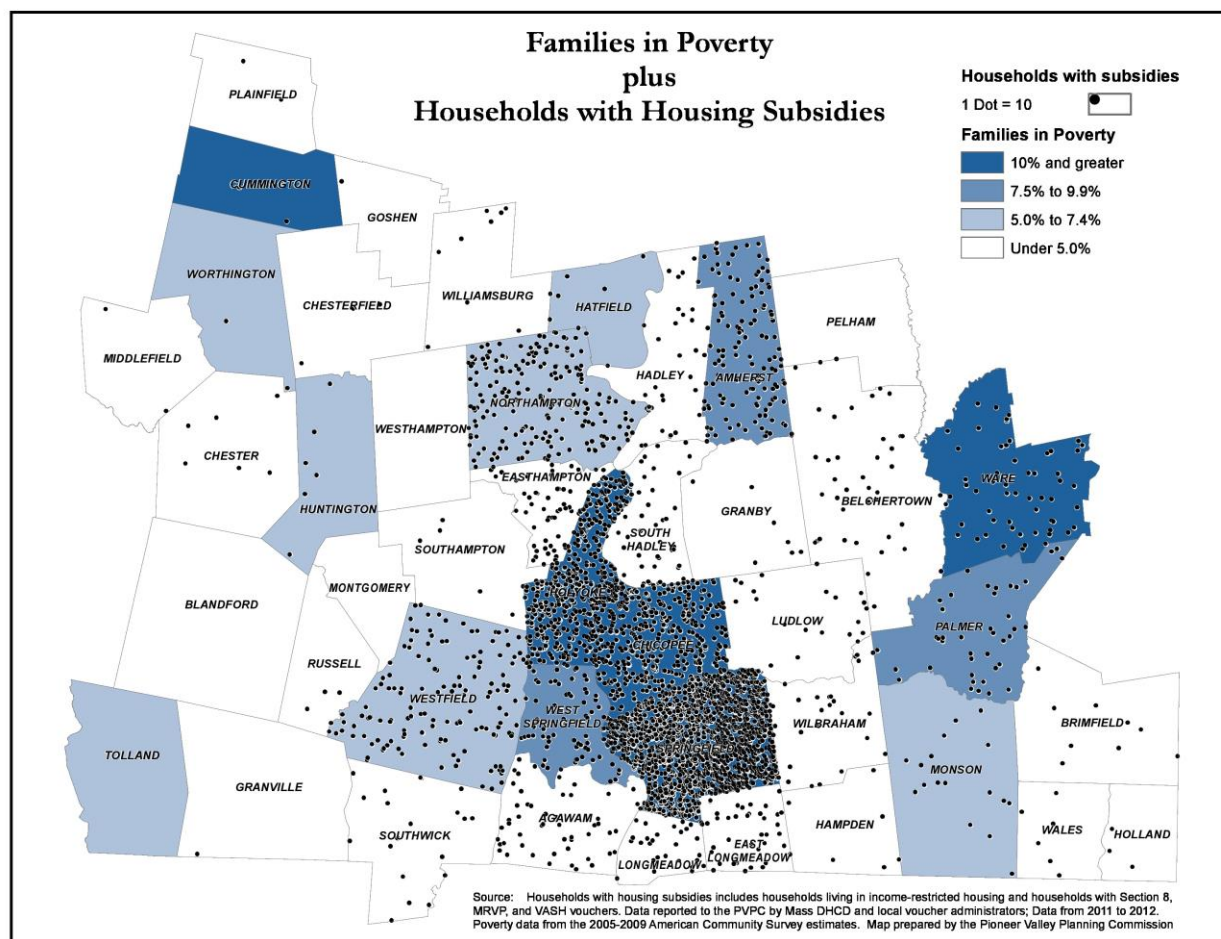 Families in Poverty
plus
Households with Housing Subsidies
Households with subsidies
1 Dot = 10
Families in Poverty
10% and greater
7.5% to 9.9%
5.0% to 7.4%
Under 5.0%
PLAINFIELD
CUMMINGTON
GOSHEN
WORTHINGTON
CHESTERFIELD
WILLIAMSBURG
HATFIELD
PELHAM
MIDDLEFIELD
HADLEY
AMHERST
NORTHAMPTON
WESTHAMPTON
CHESTER
EASTHAMPTON
WARE
BELCHERTOWN
HUNTINGTON
GRANBY
SOUTH
HADLEY
SOUTHAMPTON
MONTGOMERY
HOLYOKE
BLANDFORD
LUDLOW
PALMER
CHICOPEE
RUSSELL
WESTFIELD
WEST
SPRINGFIELD
WILBRAHAM
BRIMFIELD
SPRINGFIELD
TOLLAND
MONSON
GRANVILLE
AGAWAM
HAMPDEN
SOUTHWICK
WALES
HOLLAND
EAST
LONGMEADOW
LONGMEADOW
Source: Households with housing subsidies includes households living in income-restricted housing and households with Section 8,
MRVP, and VASH vouchers. Data reported to the PVPC by Mass DHCD and local voucher administrators; Data from 2011 to 2012.
Poverty data from the 2005-2009 American Community Survey estimates. Map prepared by the Pioneer Valley Planning Commission